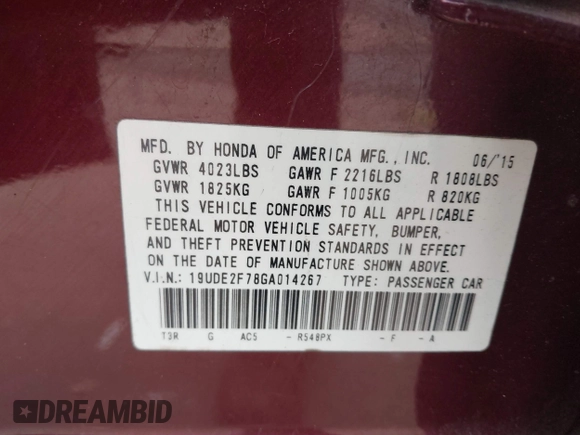 MFD. BY HONDA OF AMERICA MFG., INC. 06/'15
GVWR 4023LBS GAWR F 2216LBS R 1808LBS
GVWR 1825KG GAWR F 1005KG R 820KG
THIS VEHICLE CONFORMS TO ALL APPLICABLE
FEDERAL MOTOR VEHICLE SAFETY, BUMPER,
AND THEFT PREVENTION STANDARDS IN EFFECT
ON THE DATE OF MANUFACTURE SHOWN ABOVE.
V.I.N.: 19UDE2F78GA014267 TYPE: PASSENGER CAR
T3R G AC5 - R548PX - F - A
DREAMBID